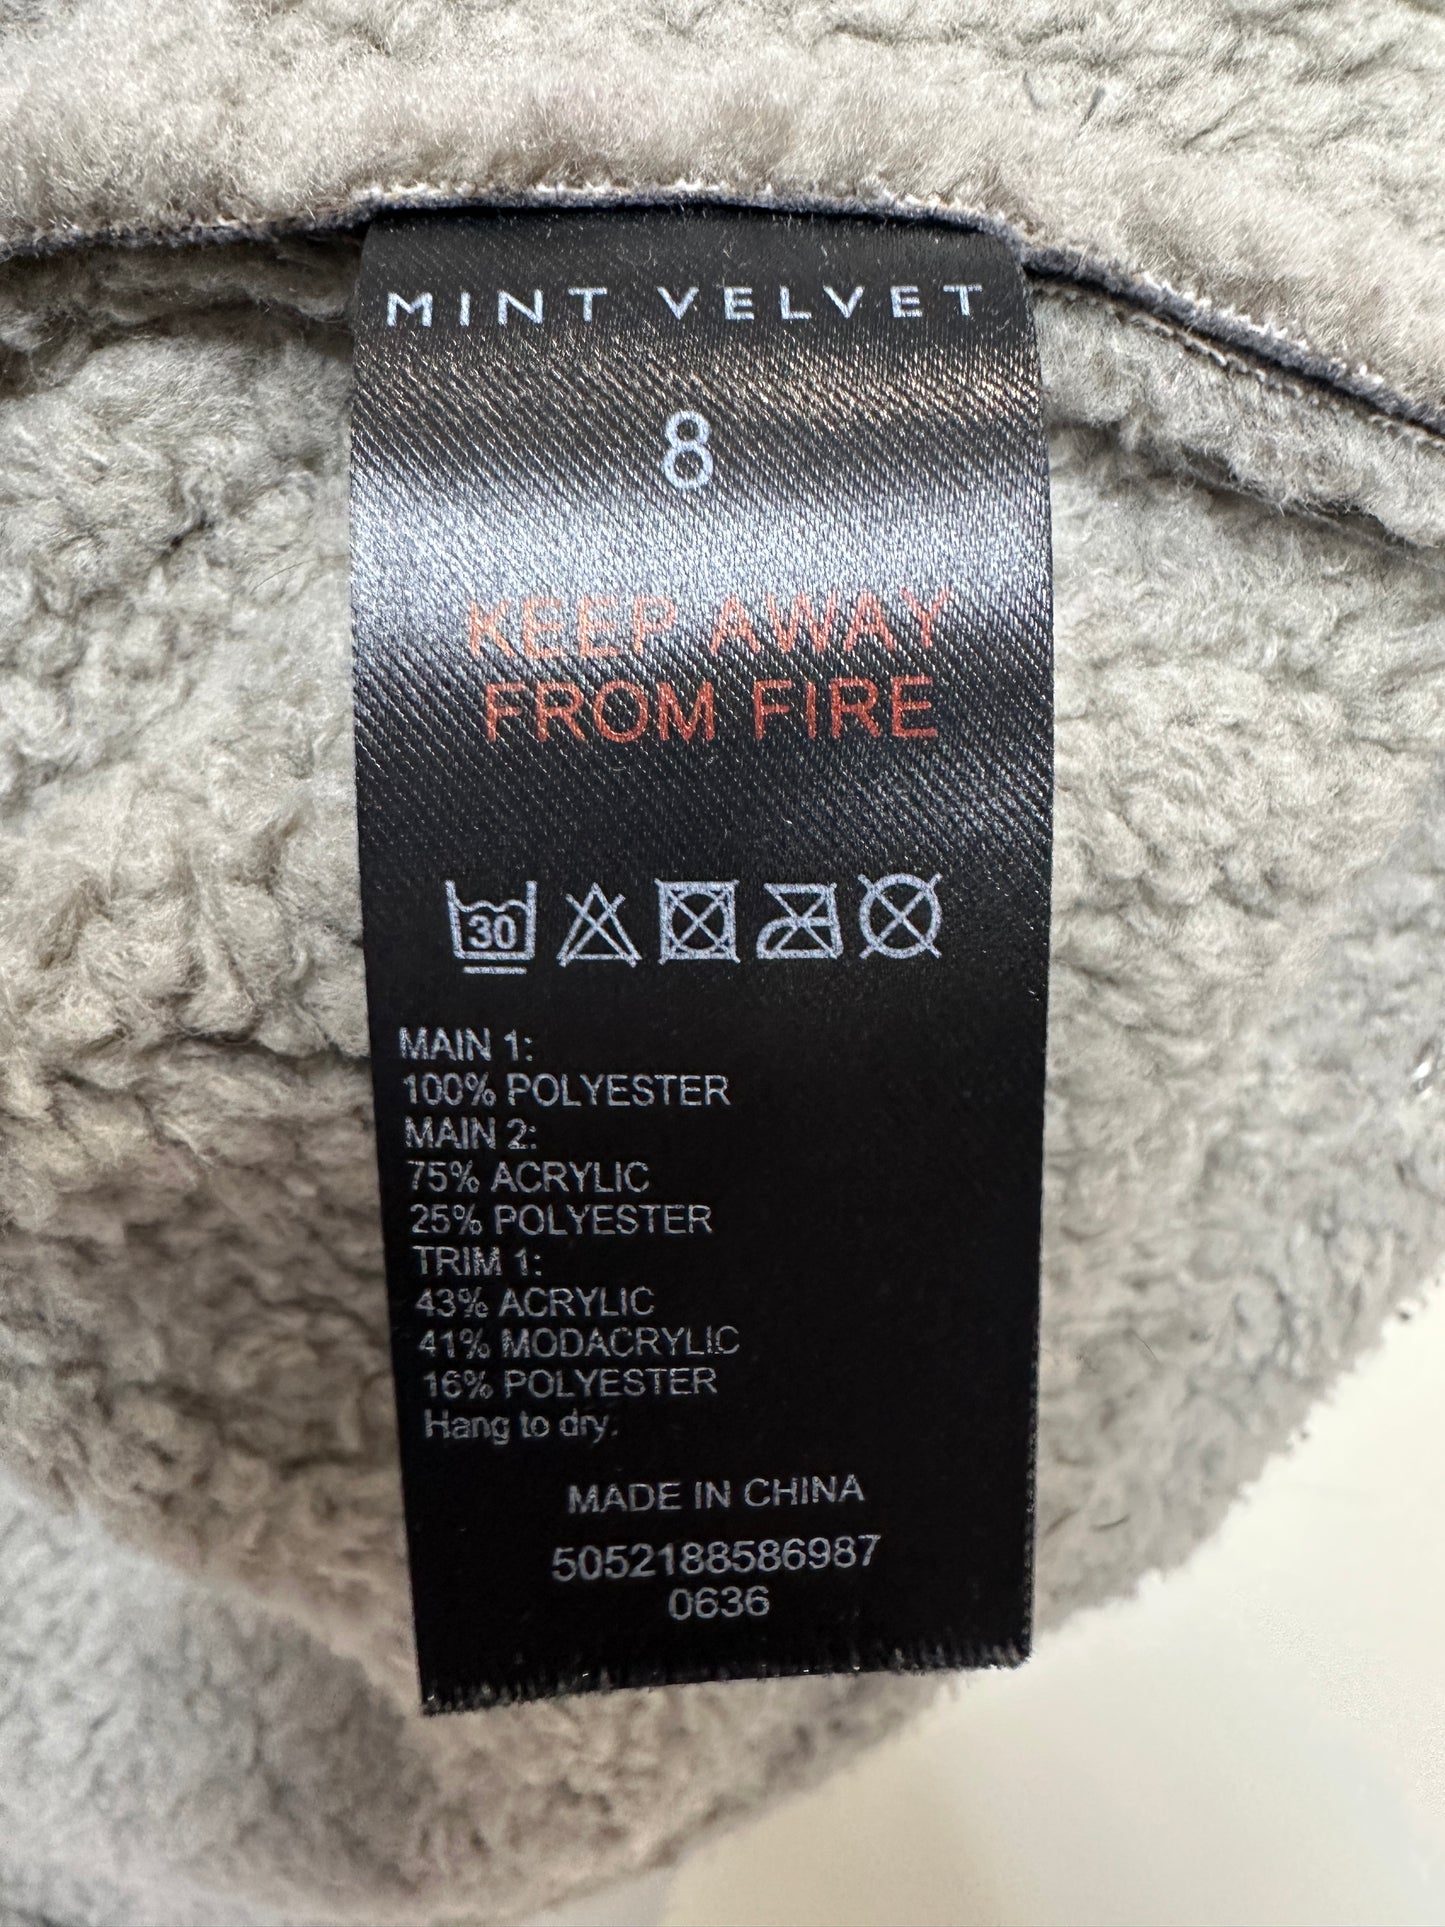 MINT VELVET
8
KEEP AWAY
FROM FIRE
30
MAIN 1:
100% POLYESTER
MAIN 2:
75% ACRYLIC
25% POLYESTER
TRIM 1:
43% ACRYLIC
41% MODACRYLIC
16% POLYESTER
Hang to dry.
MADE IN CHINA
5052188586987
0636